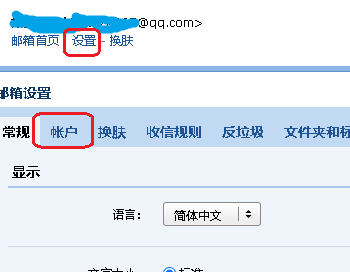 @qq.com>
邮箱首页 设置 - 换肤
邮箱设置
常规 帐户 换肤 收信规则 反垃圾 文件夹和标
显示
语言： 简体中文